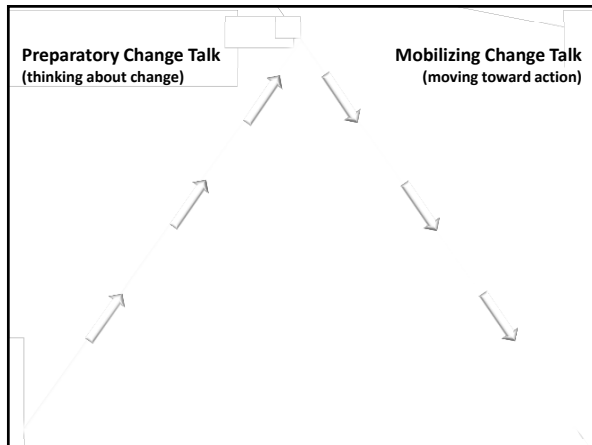 Preparatory Change Talk
(thinking about change)
Mobilizing Change Talk
(moving toward action)